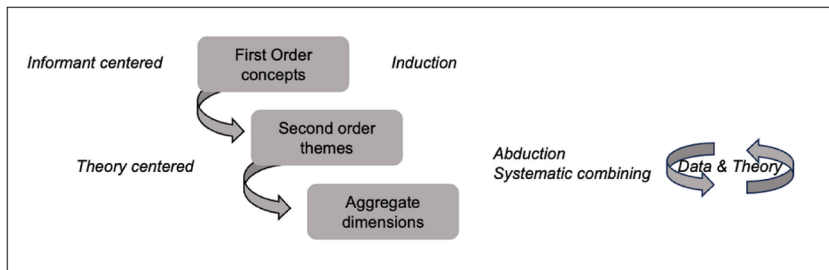 First Order
concepts
Informant centered
Induction
Second order
themes
Theory centered
Abduction
Systematic combining
Data & Theory
Aggregate
dimensions